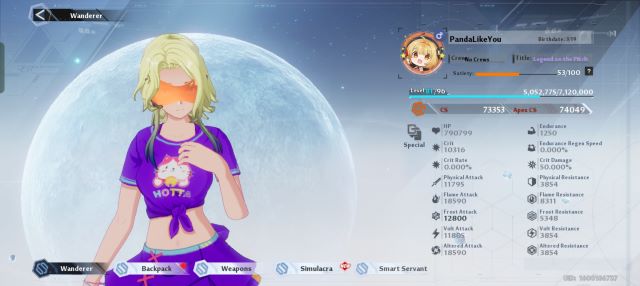 Wanderer
PandaLikeYou
Birthdate: 8/19
Crew: No Crews
Title: Legend on the Pitch
Satiety: 53/100 ?
Level 96 5,052,775/7,120,000
CS 73353 Apex CS 74049
Special
HP
790799
Endurance
1250
Crit
10316
Endurance Regen Speed
0.000%
Crit Rate
0.000%
Crit Damage
50.000%
Physical Attack
11795
Physical Resistance
3854
Flame Attack
18590
Flame Resistance
8311
Frost Attack
12800
Frost Resistance
5348
Volt Attack
11805
Volt Resistance
3854
Altered Attack
18590
Altered Resistance
3854
HOTTA
Wanderer
Backpack
Weapons
Simulacra
Smart Servant